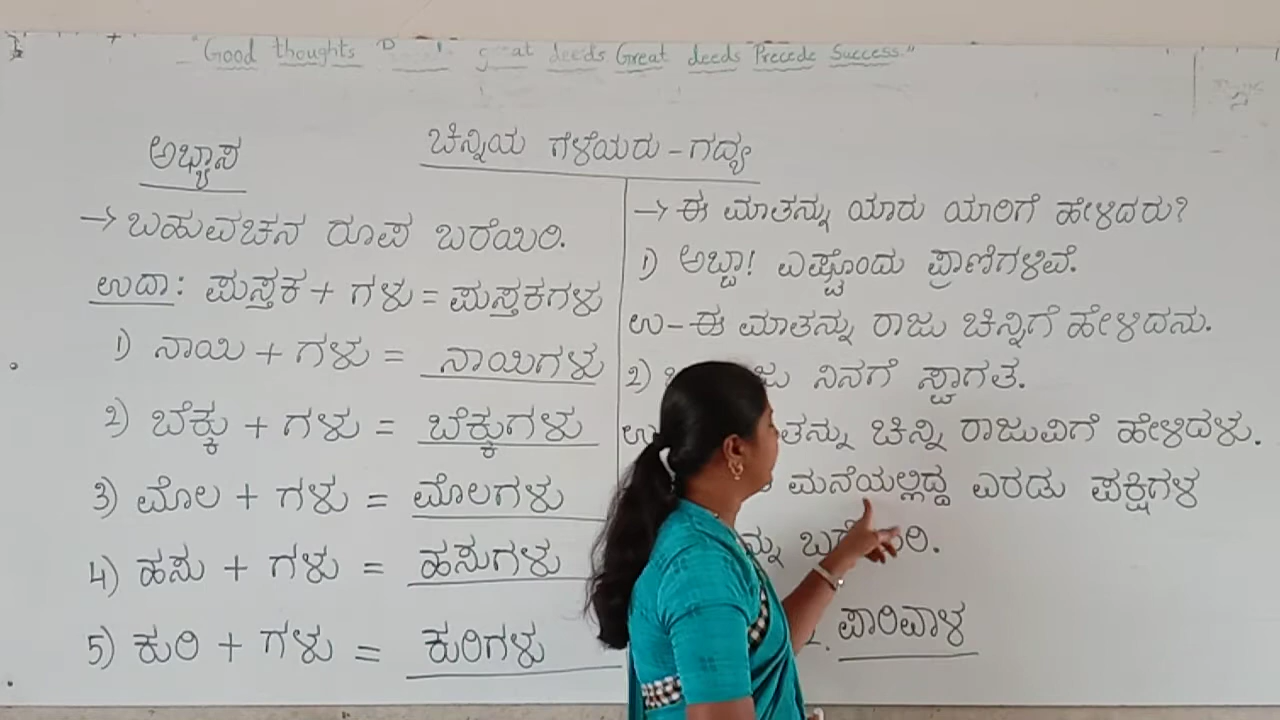 "Good thoughts great deeds Great deeds Precede Success."
ಚಿನ್ನಿಯ ಗೆಳೆಯರು - ಗದ್ಯ
ಅಭ್ಯಾಸ
→ ಬಹುವಚನ ರೂಪ ಬರೆಯಿರಿ.
ಉದಾ: ಪುಸ್ತಕ + ಗಳು = ಪುಸ್ತಕಗಳು
1) ನಾಯಿ + ಗಳು = ನಾಯಿಗಳು
2) ಬೆಕ್ಕು + ಗಳು = ಬೆಕ್ಕುಗಳು
3) ಮೊಲ + ಗಳು = ಮೊಲಗಳು
4) ಹಸು + ಗಳು = ಹಸುಗಳು
5) ಕುರಿ + ಗಳು = ಕುರಿಗಳು
→ ಈ ಮಾತನ್ನು ಯಾರು ಯಾರಿಗೆ ಹೇಳಿದರು?
1) ಅಬ್ಬಾ! ಎಷ್ಟೊಂದು ಪ್ರಾಣಿಗಳಿವೆ.
ಉ - ಈ ಮಾತನ್ನು ರಾಜು ಚಿನ್ನಿಗೆ ಹೇಳಿದನು.
2) ನಿನಗೆ ಸ್ವಾಗತ.
ಚಿನ್ನಿ ರಾಜುವಿಗೆ ಹೇಳಿದಳು.
ಮನೆಯಲ್ಲಿದ್ದ ಎರಡು ಪಕ್ಷಿಗಳ
2. ಪಾರಿವಾಳ